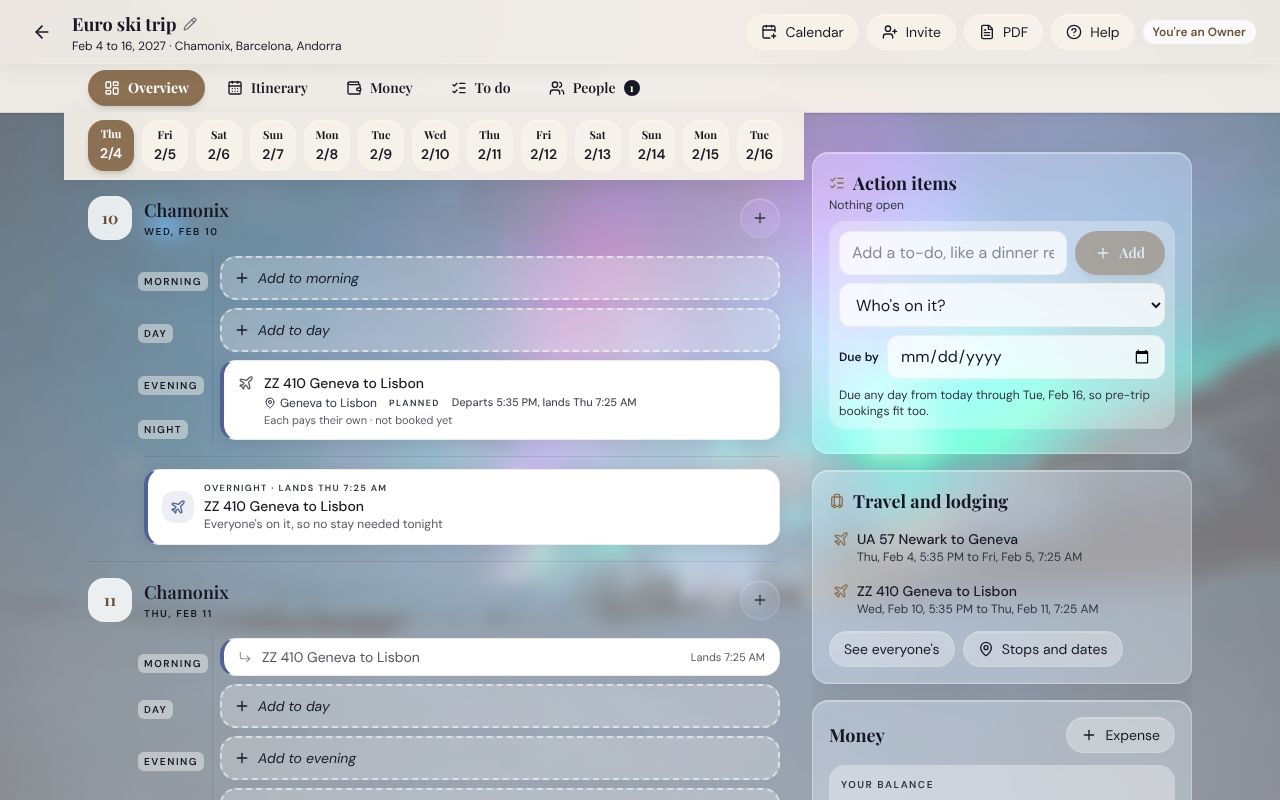 Euro ski trip
Feb 4 to 16, 2027 · Chamonix, Barcelona, Andorra
Calendar
Invite
PDF
Help
You're an Owner
Overview
Itinerary
Money
To do
People 1
Thu 2/4
Fri 2/5
Sat 2/6
Sun 2/7
Mon 2/8
Tue 2/9
Wed 2/10
Thu 2/11
Fri 2/12
Sat 2/13
Sun 2/14
Mon 2/15
Tue 2/16
10
Chamonix
WED, FEB 10
MORNING
Add to morning
DAY
Add to day
EVENING
ZZ 410 Geneva to Lisbon
Geneva to Lisbon PLANNED Departs 5:35 PM, lands Thu 7:25 AM
Each pays their own · not booked yet
NIGHT
OVERNIGHT · LANDS THU 7:25 AM
ZZ 410 Geneva to Lisbon
Everyone's on it, so no stay needed tonight
11
Chamonix
THU, FEB 11
MORNING
ZZ 410 Geneva to Lisbon
Lands 7:25 AM
DAY
Add to day
EVENING
Add to evening
Action items
Nothing open
Add a to-do, like a dinner re
Add
Who's on it?
Due by
mm/dd/yyyy
Due any day from today through Tue, Feb 16, so pre-trip
bookings fit too.
Travel and lodging
UA 57 Newark to Geneva
Thu, Feb 4, 5:35 PM to Fri, Feb 5, 7:25 AM
ZZ 410 Geneva to Lisbon
Wed, Feb 10, 5:35 PM to Thu, Feb 11, 7:25 AM
See everyone's
Stops and dates
Money
Expense
YOUR BALANCE